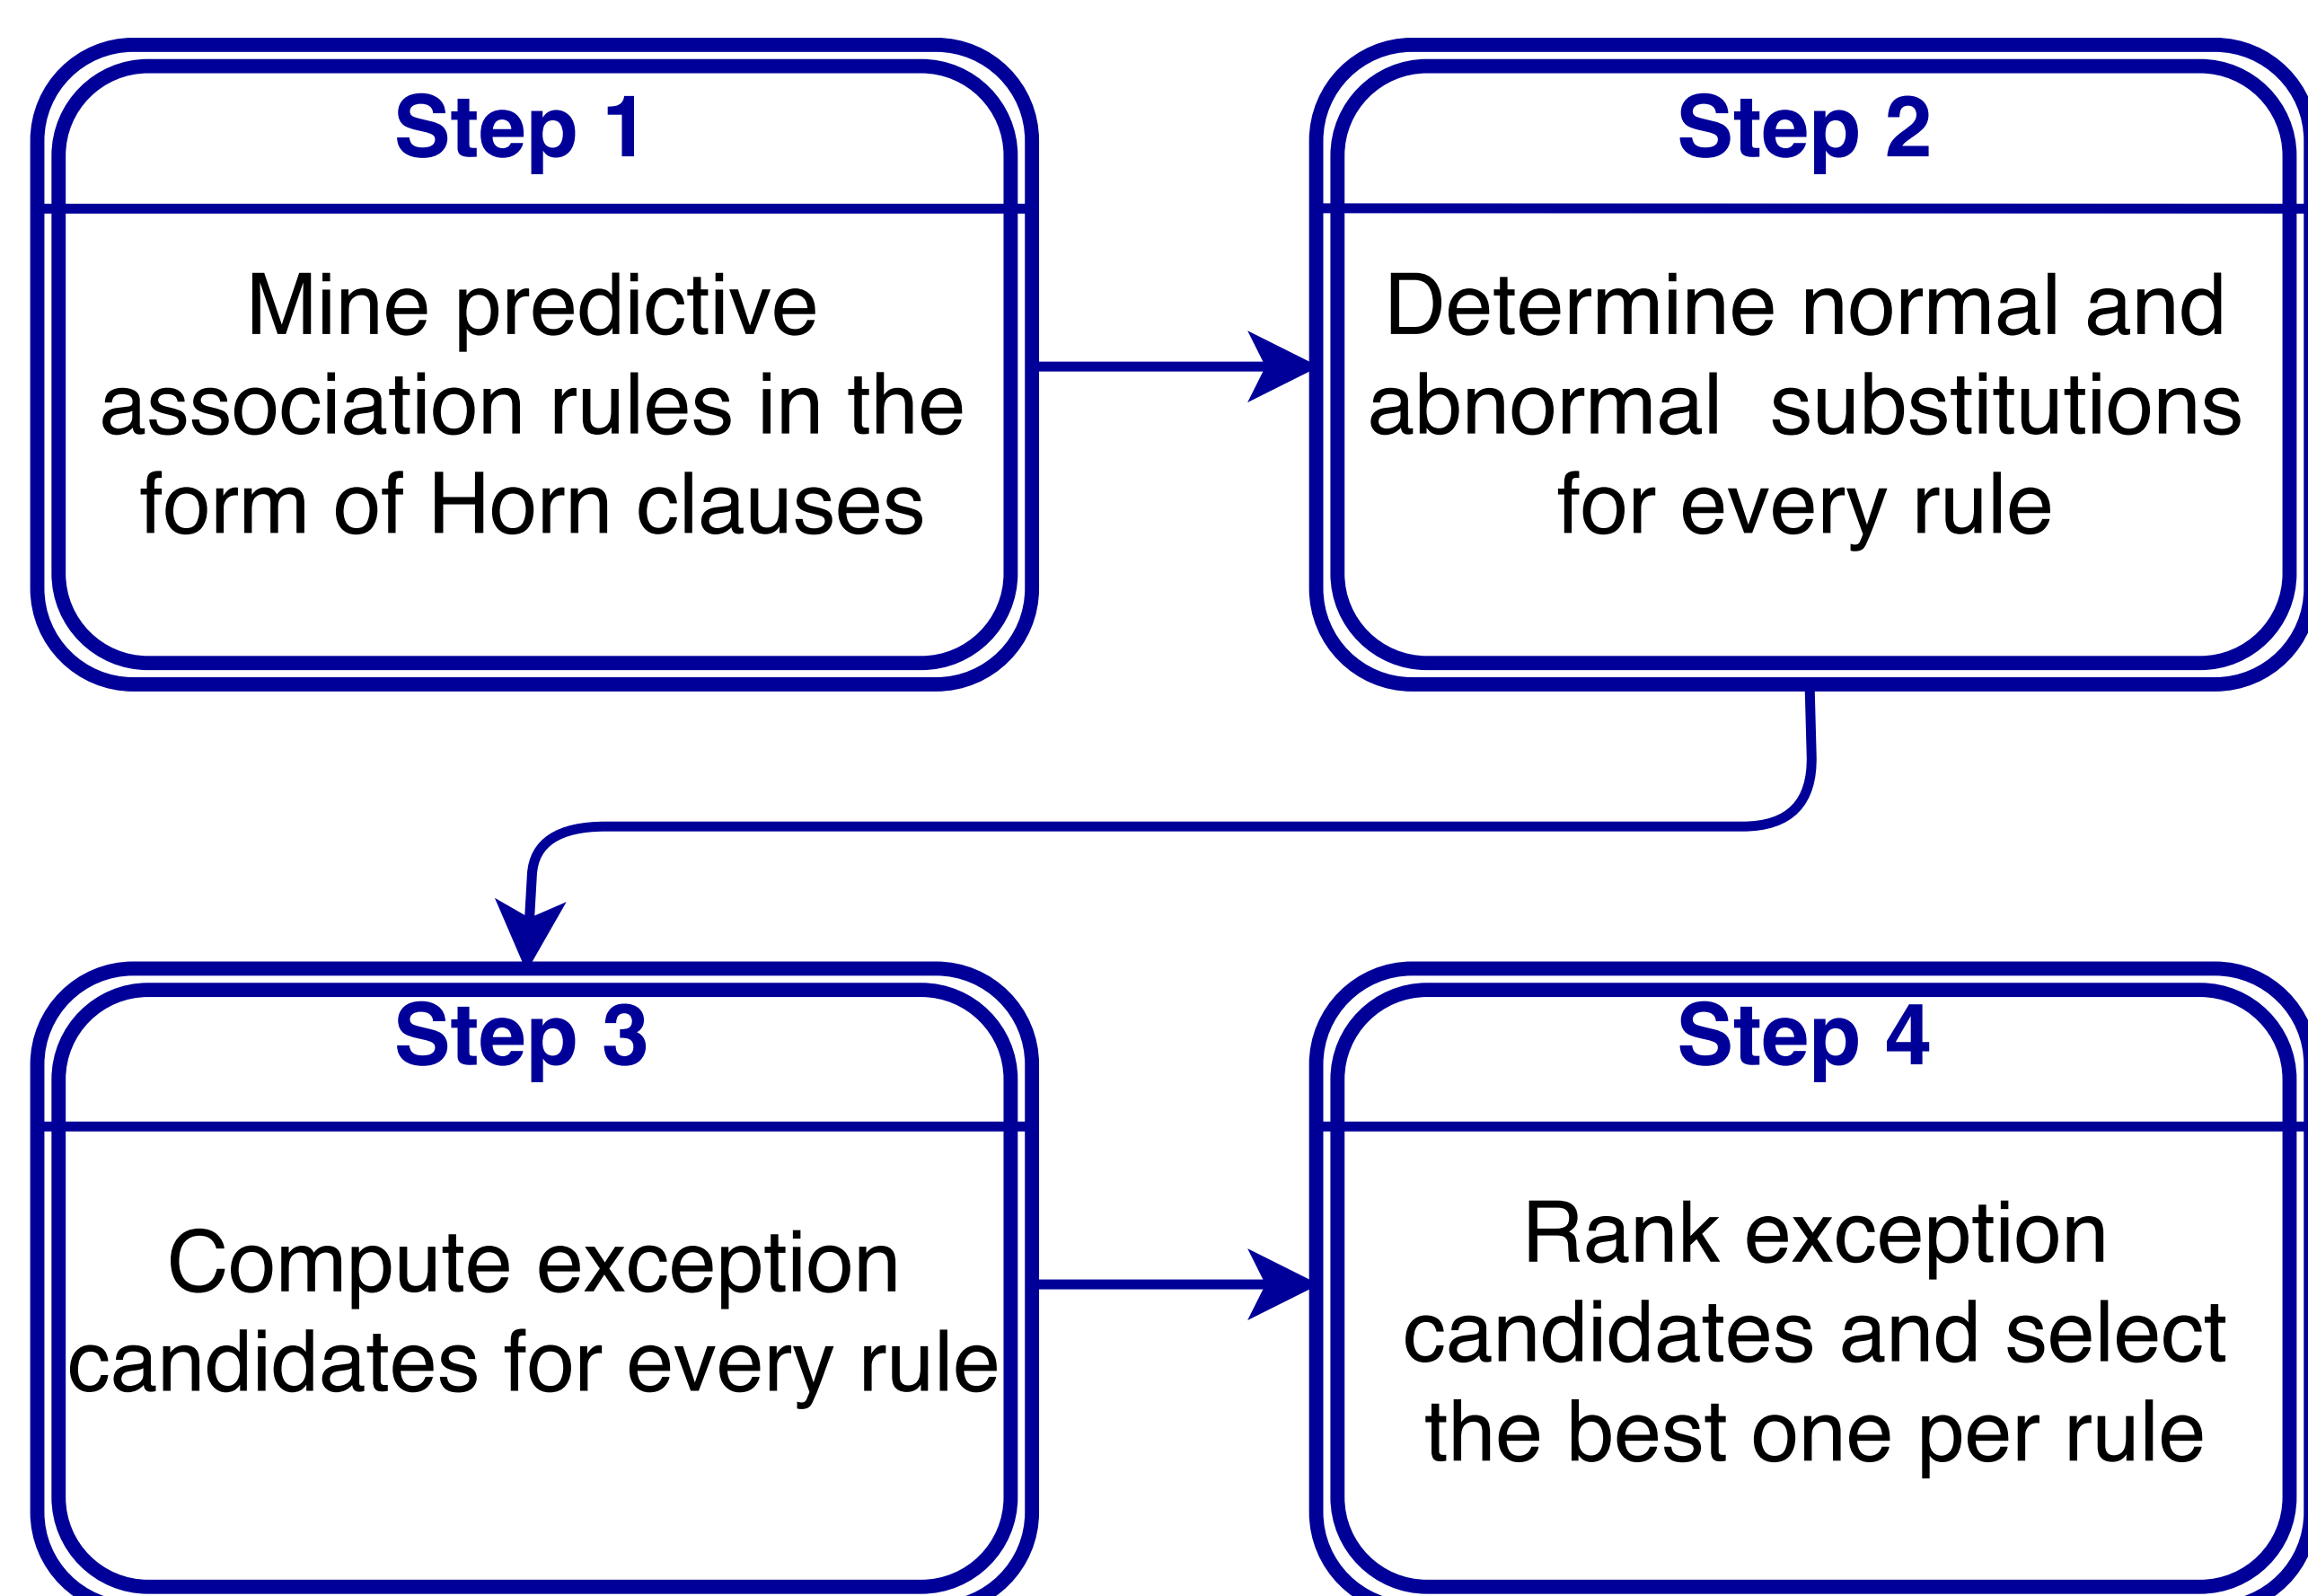 Step 1
Mine predictive
association rules in the
form of Horn clauses
Step 2
Determine normal and
abnormal substitutions
for every rule
Step 3
Compute exception
candidates for every rule
Step 4
Rank exception
candidates and select
the best one per rule